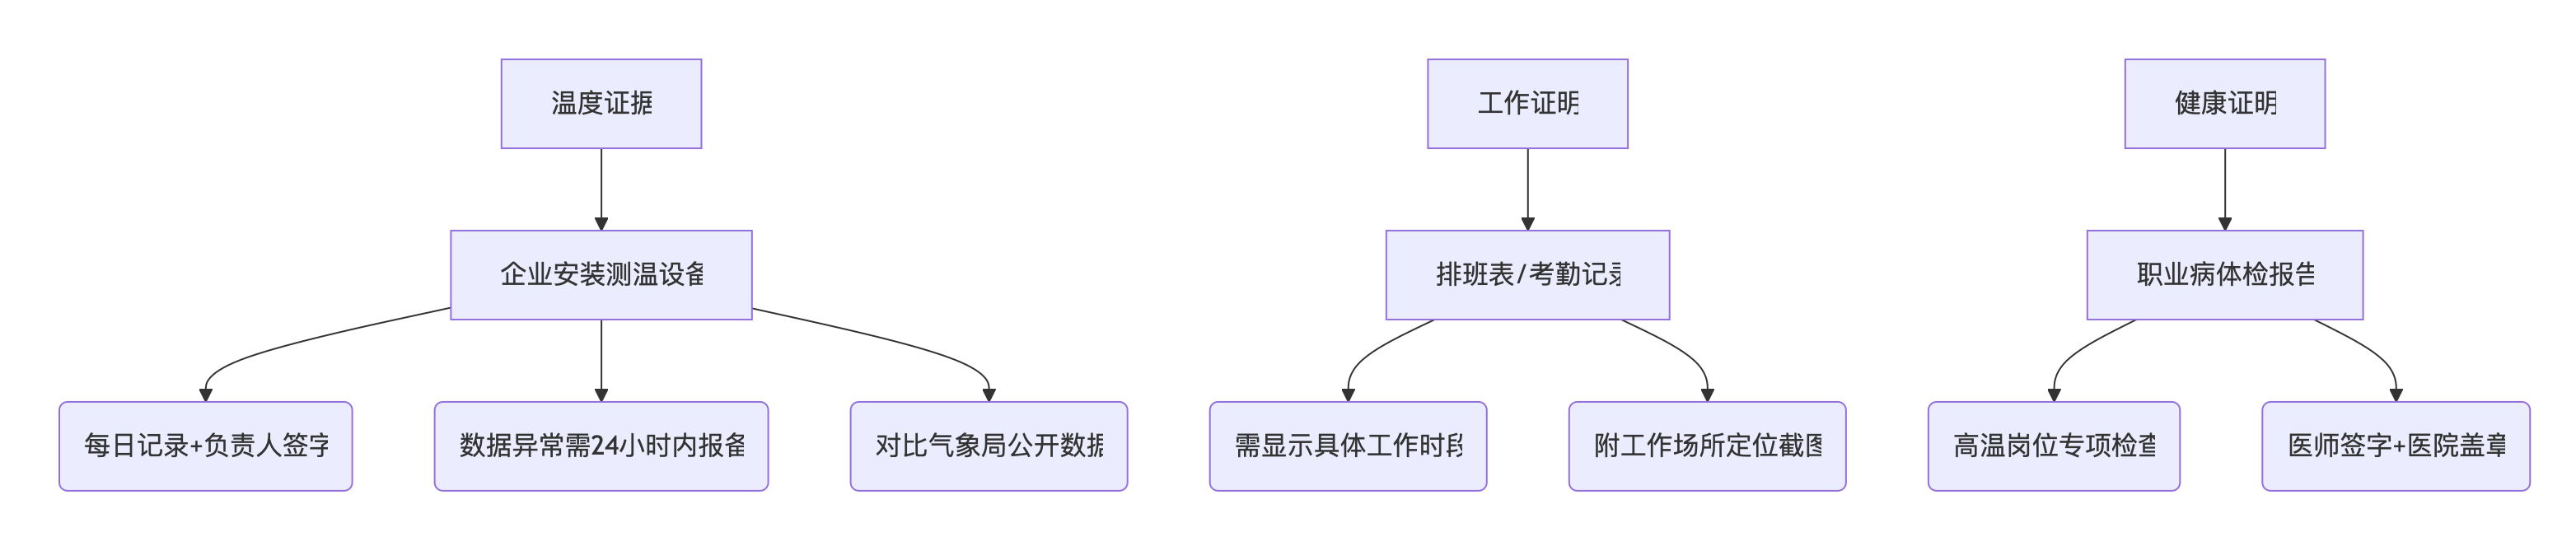 温度证据
工作证明
健康证明
企业安装测温设备
排班表/考勤记录
职业病体检报告
每日记录+负责人签字
数据异常需24小时内报备
对比气象局公开数据
需显示具体工作时段
附工作场所定位截图
高温岗位专项检查
医师签字+医院盖章